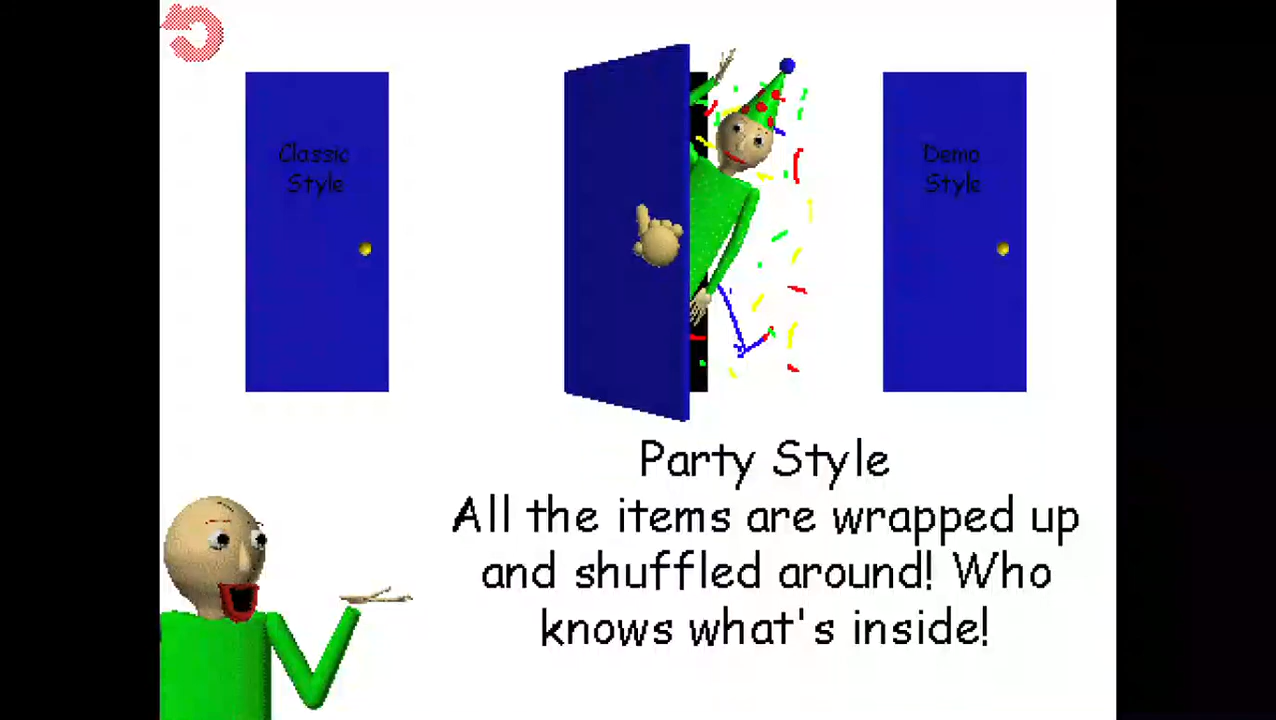 Classic
Style
Demo
Style
Party Style
All the items are wrapped up
and shuffled around! Who
knows what's inside!